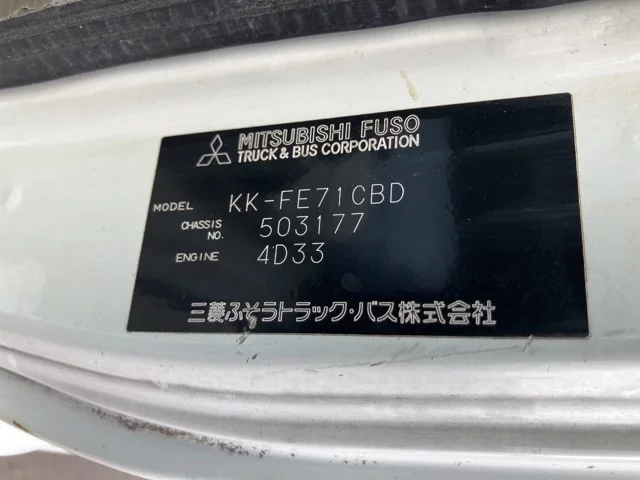 MITSUBISHI FUSO
TRUCK & BUS CORPORATION
MODEL KK-FE71CBD
CHASSIS NO. 503177
ENGINE 4D33
三菱ふそうトラック・バス株式会社